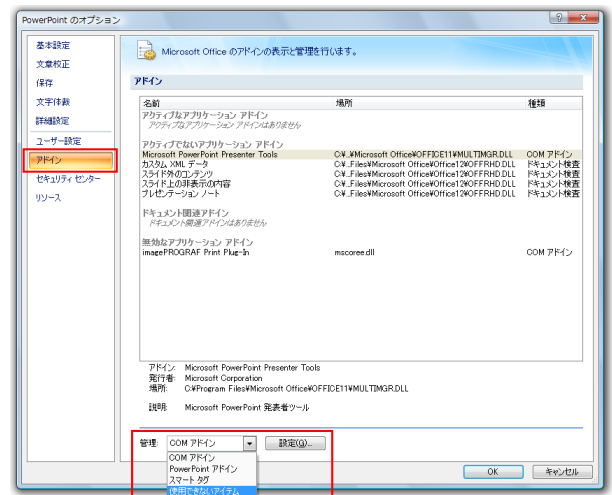 PowerPoint のオプション
基本設定
文章校正
保存
文字体裁
詳細設定
ユーザー設定
アドイン
セキュリティ センター
リソース
Microsoft Office のアドインの表示と管理を行います。
アドイン
名前 場所 種類
アクティブなアプリケーション アドイン
アクティブなアプリケーション アドインはありません
アクティブでないアプリケーション アドイン
Microsoft PowerPoint Presenter Tools C:¥...¥Microsoft Office¥OFFICE11¥MULTIMGR.DLL COM アドイン
カスタム XML データ C:¥...Files¥Microsoft Office¥Office12¥OFFRHD.DLL ドキュメント検査
スライド外のコンテンツ C:¥...Files¥Microsoft Office¥Office12¥OFFRHD.DLL ドキュメント検査
スライド上の非表示の内容 C:¥...Files¥Microsoft Office¥Office12¥OFFRHD.DLL ドキュメント検査
プレゼンテーション ノート C:¥...Files¥Microsoft Office¥Office12¥OFFRHD.DLL ドキュメント検査
ドキュメント関連アドイン
ドキュメント関連アドインはありません
無効なアプリケーション アドイン
imagePROGRAF Print Plug-In mscoree.dll COM アドイン
アドイン: Microsoft PowerPoint Presenter Tools
発行者: Microsoft Corporation
場所: C:¥Program Files¥Microsoft Office¥OFFICE11¥MULTIMGR.DLL
説明: Microsoft PowerPoint 発表者ツール
管理: COM アドイン 設定(G)...
COM アドイン
PowerPoint アドイン
スマート タグ
使用できないアイテム
OK キャンセル